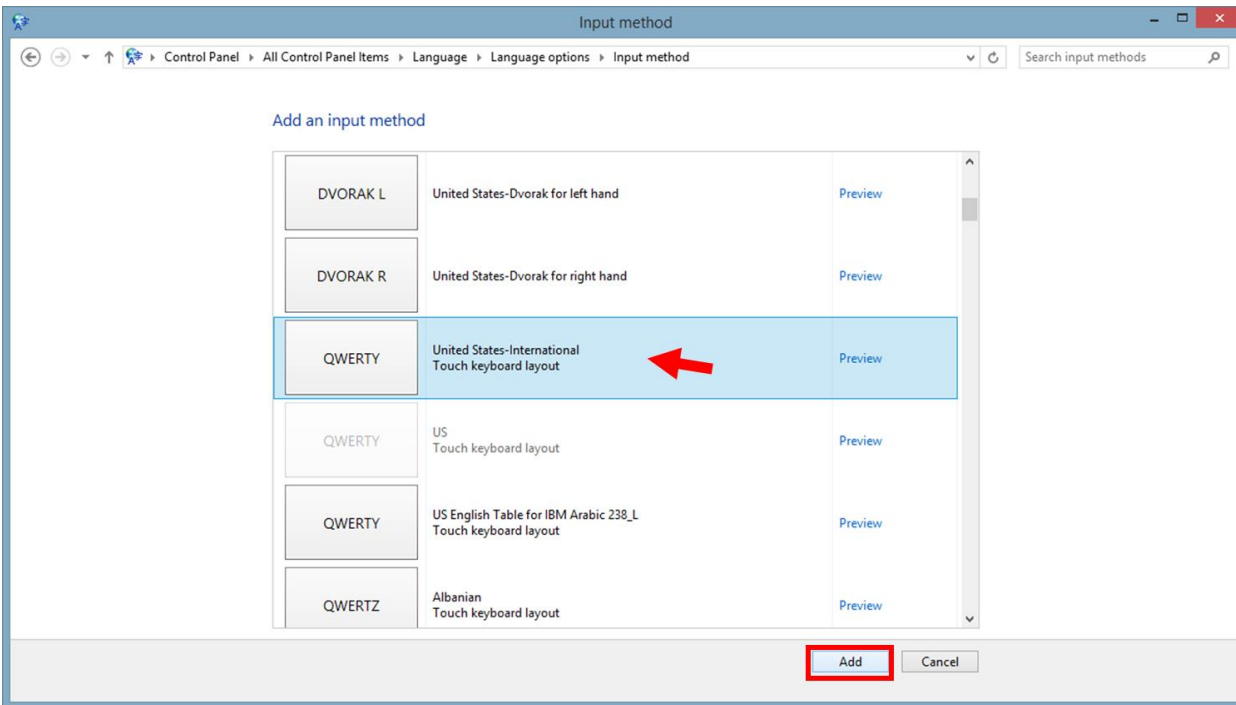 Input method
Control Panel All Control Panel Items Language Language options Input method
Search input methods
Add an input method
DVORAK L United States-Dvorak for left hand Preview
DVORAK R United States-Dvorak for right hand Preview
QWERTY United States-International Preview
Touch keyboard layout
QWERTY US Preview
Touch keyboard layout
QWERTY US English Table for IBM Arabic 238_L Preview
Touch keyboard layout
QWERTZ Albanian Preview
Touch keyboard layout
Add Cancel